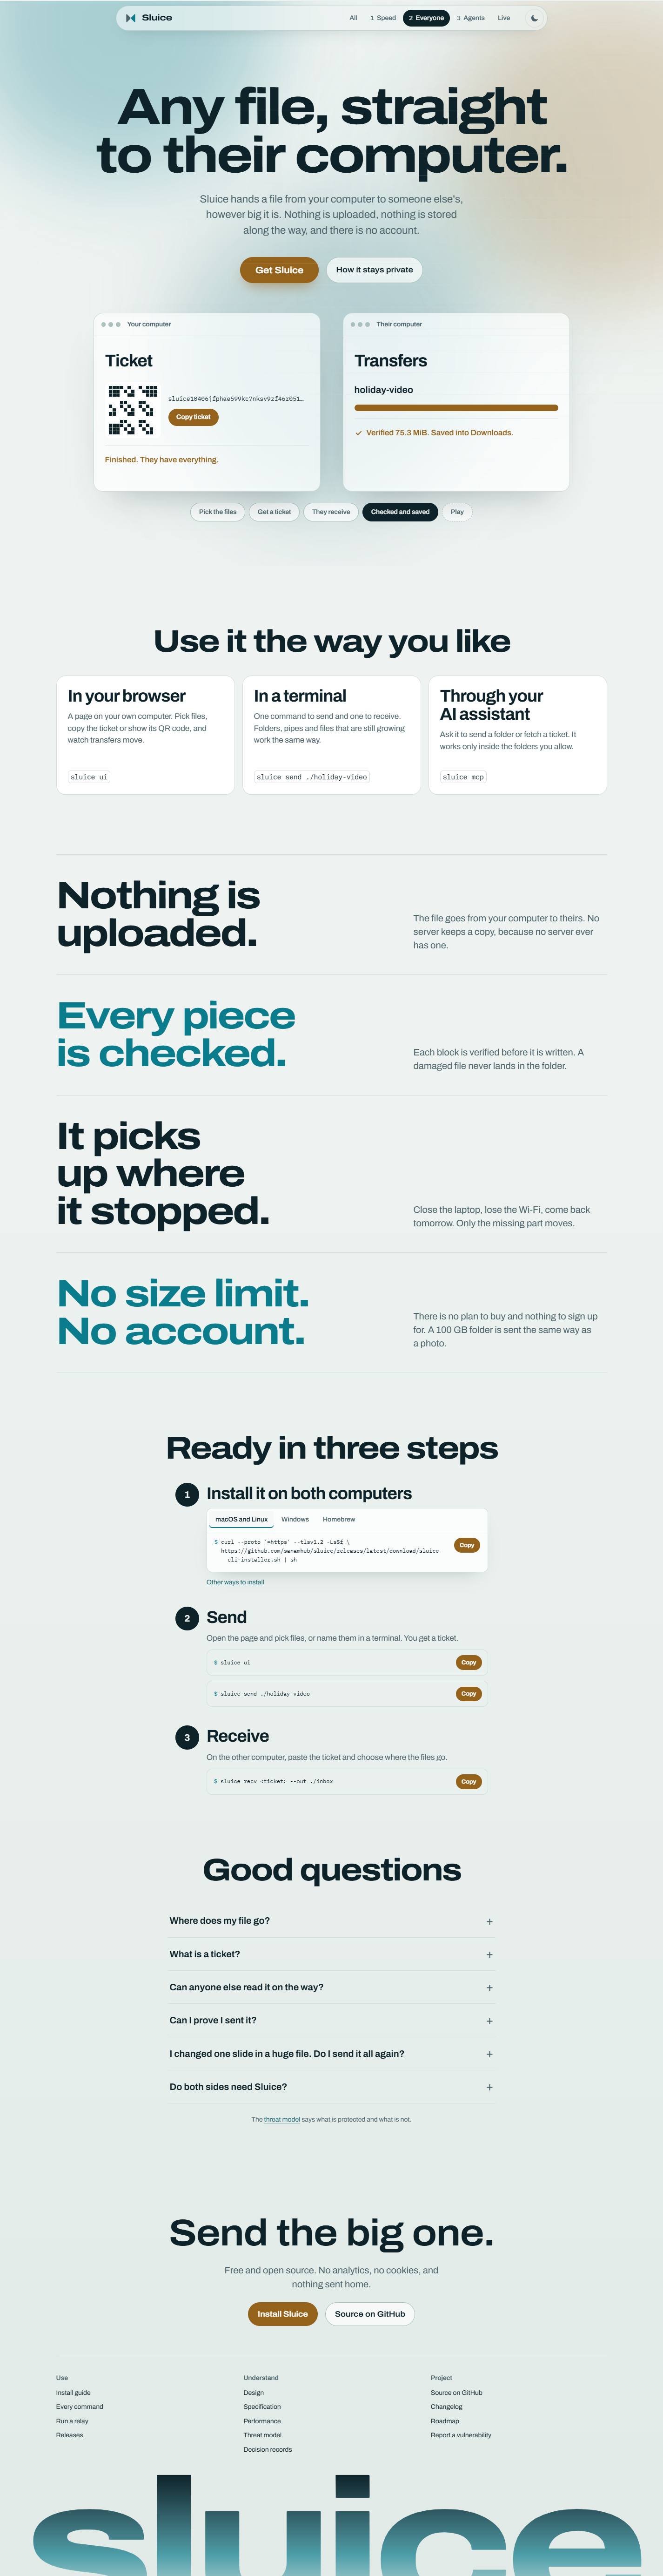 Sluice
All
1 Speed
2 Everyone
3 Agents
Live
Any file, straight
to their computer.
Sluice hands a file from your computer to someone else's,
however big it is. Nothing is uploaded, nothing is stored
along the way, and there is no account.
Get Sluice
How it stays private
Your computer
Ticket
Copy ticket
Finished. They have everything.
Their computer
Transfers
holiday-video
Verified 75.3 MiB. Saved into Downloads.
Pick the files
Get a ticket
They receive
Checked and saved
Play
Use it the way you like
In your browser
A page on your own computer. Pick files,
copy the ticket or show its QR code, and
watch transfers move.
sluice ui
In a terminal
One command to send and one to receive.
Folders, pipes and files that are still growing
work the same way.
sluice send ./holiday-video
Through your
AI assistant
Ask it to send a folder or fetch a ticket. It
works only inside the folders you allow.
sluice mcp
Nothing is
uploaded.
The file goes from your computer to theirs. No
server keeps a copy, because no server ever
has one.
Every piece
is checked.
Each block is verified before it is written. A
damaged file never lands in the folder.
It picks
up where
it stopped.
Close the laptop, lose the Wi-Fi, come back
tomorrow. Only the missing part moves.
No size limit.
No account.
There is no plan to buy and nothing to sign up
for. A 100 GB folder is sent the same way as
a photo.
Ready in three steps
1
Install it on both computers
macOS and Linux
Windows
Homebrew
$ curl --proto '=https' --tlsv1.2 -LsSf \
https://github.com/sananhub/sluice/releases/latest/download/sluice-
cli-installer.sh | sh
Copy
Other ways to install
2
Send
Open the page and pick files, or name them in a terminal. You get a ticket.
$ sluice ui
Copy
$ sluice send ./holiday-video
Copy
3
Receive
On the other computer, paste the ticket and choose where the files go.
$ sluice recv <ticket> --out ./inbox
Copy
Good questions
Where does my file go?
What is a ticket?
Can anyone else read it on the way?
Can I prove I sent it?
I changed one slide in a huge file. Do I send it all again?
Do both sides need Sluice?
The threat model says what is protected and what is not.
Send the big one.
Free and open source. No analytics, no cookies, and
nothing sent home.
Install Sluice
Source on GitHub
Use
Install guide
Every command
Run a relay
Releases
Understand
Design
Specification
Performance
Threat model
Decision records
Project
Source on GitHub
Changelog
Roadmap
Report a vulnerability
sluice